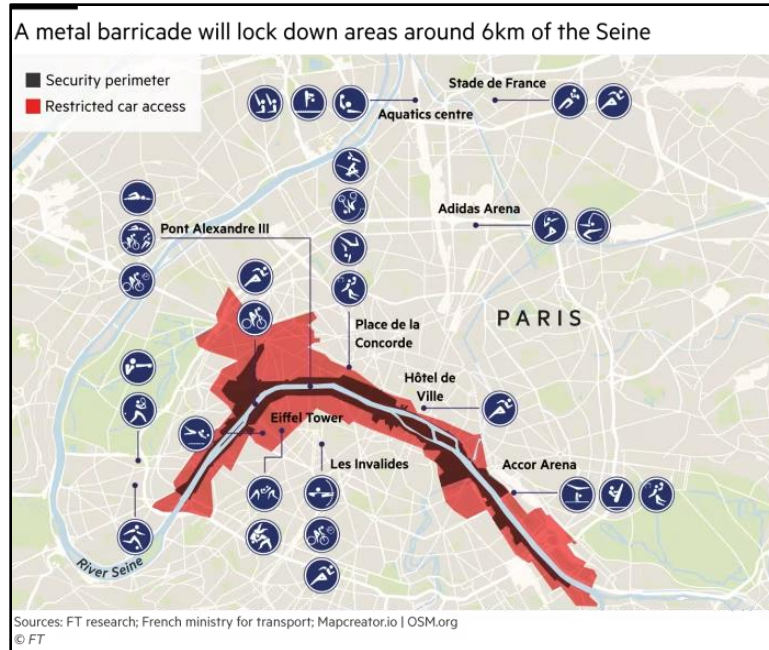 A metal barricade will lock down areas around 6km of the Seine
Security perimeter
Restricted car access
Stade de France
Aquatics centre
Adidas Arena
Pont Alexandre III
PARIS
Place de la
Concorde
Hôtel de
Ville
Eiffel Tower
Les Invalides
Accor Arena
River Seine
Sources: FT research; French ministry for transport; Mapcreator.io | OSM.org
© FT